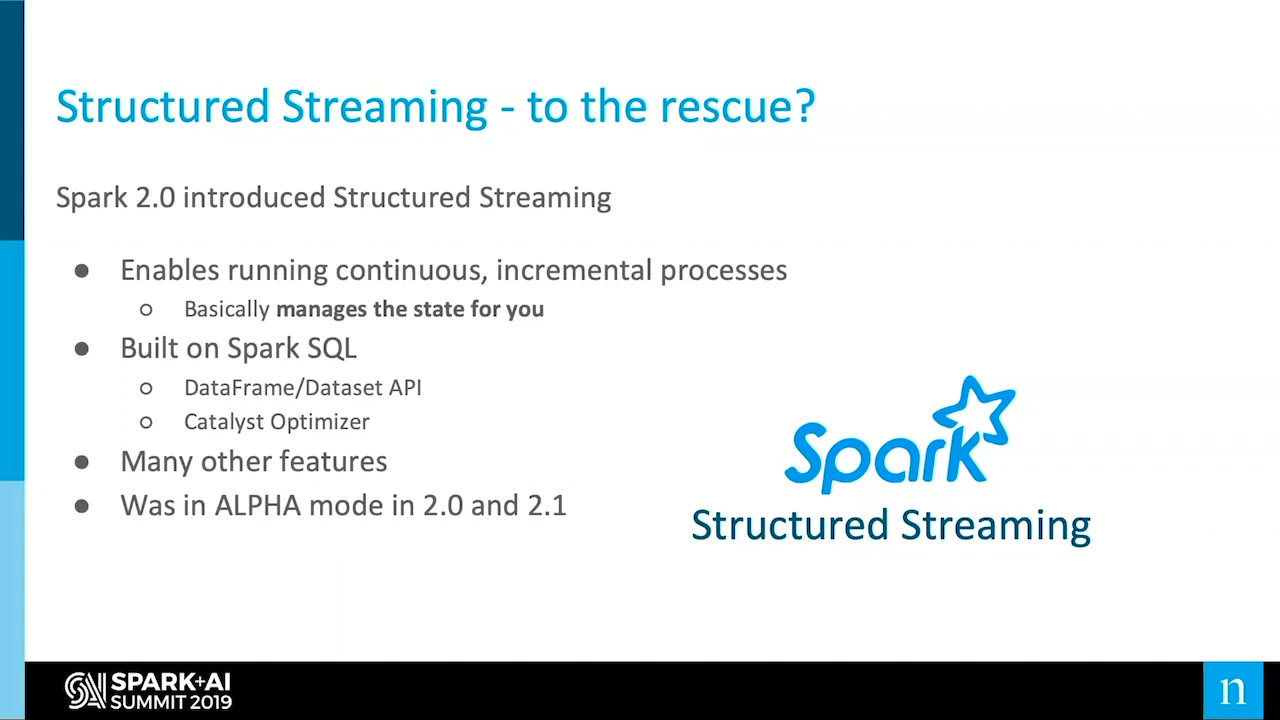 Structured Streaming - to the rescue?
Spark 2.0 introduced Structured Streaming
● Enables running continuous, incremental processes
○ Basically manages the state for you
● Built on Spark SQL
○ DataFrame/Dataset API
○ Catalyst Optimizer
● Many other features
● Was in ALPHA mode in 2.0 and 2.1
Spark
Structured Streaming
SPARK+AI
SUMMIT 2019
n